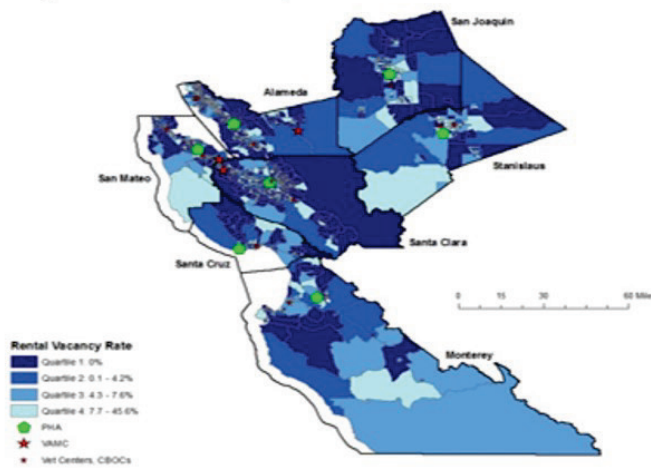 San Joaquin
Alameda
San Mateo
Stanislaus
Santa Clara
Santa Cruz
0 15 30 60 Miles
Monterey
Rental Vacancy Rate
Quartile 1: 0%
Quartile 2: 0.1 - 4.2%
Quartile 3: 4.3 - 7.6%
Quartile 4: 7.7 - 45.6%
PHA
VAMC
Vet Centers, CBOCs